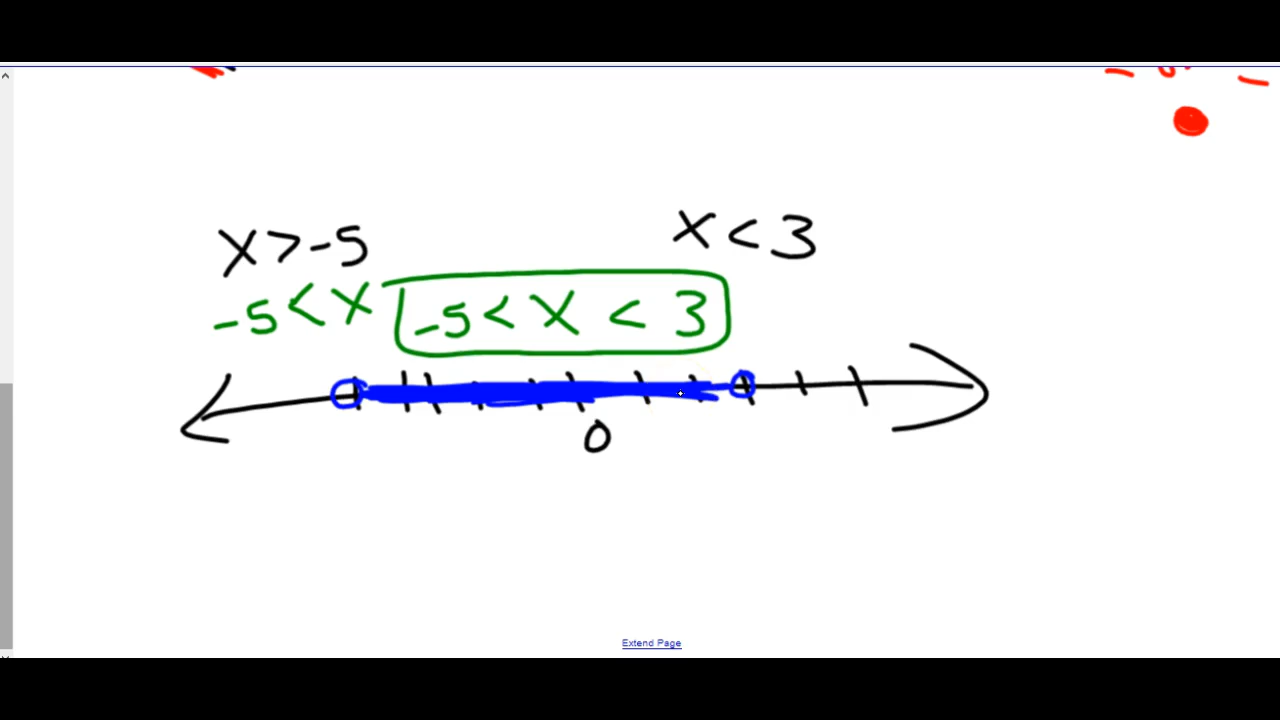 x > -5
x < 3
-5 < x
-5 < x < 3
0
Extend Page